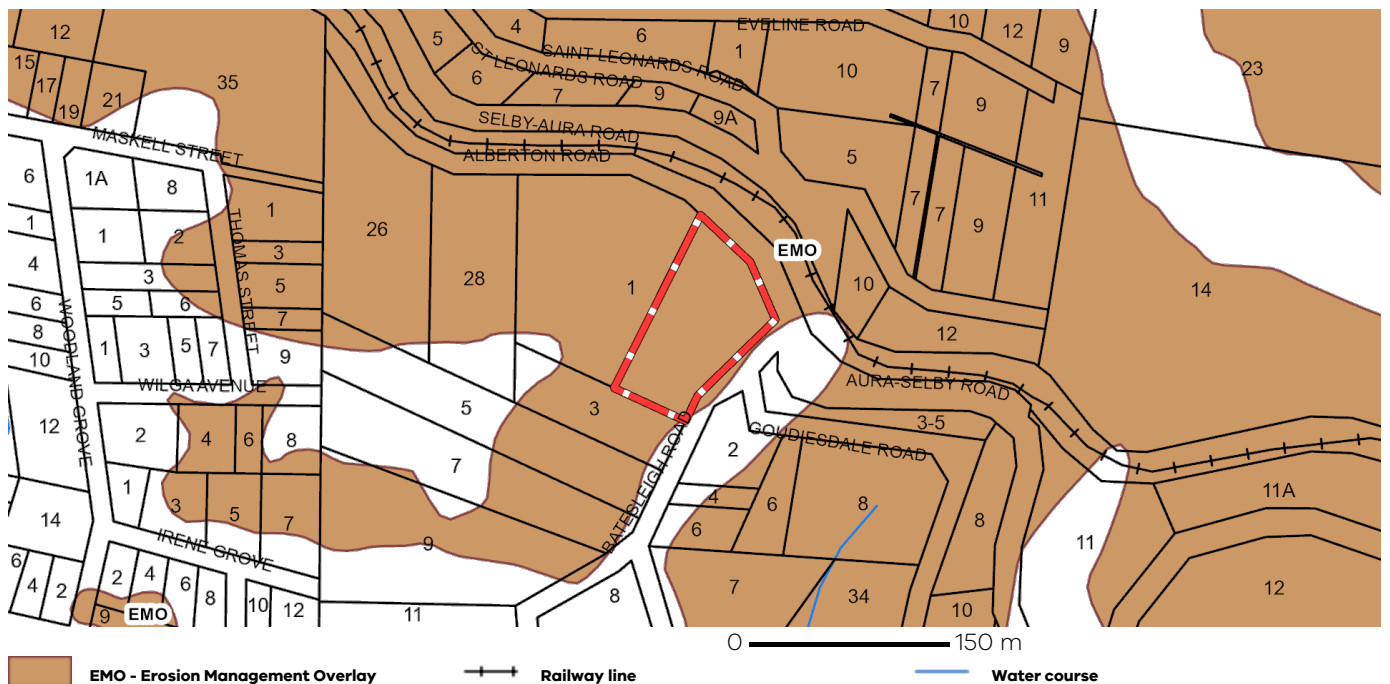 EVELINE ROAD
SAINT LEONARDS ROAD
ST LEONARDS ROAD
SELBY-AURA ROAD
ALBERTON ROAD
MASKELL STREET
THOMAS STREET
WOODLAND GROVE
WILGA AVENUE
IRENE GROVE
BATESLEIGH ROAD
GOUDIESDALE ROAD
AURA-SELBY ROAD
EMO
EMO
12 4 6 1 10 12 9
15 17 19 21 35 5 6 7 9 9A 10 7 9 23
6 1A 8 1 5 7 7 9 11
1 1 2 3 26 28 1 10 14
4 3 5
6 5 6 7 12
8 1 3 5 7 9
10 5 3 3-5
12 2 4 6 8 7 2 8 11A
1 3 5 7 4 6 6 8
14 9 11
6 4 2 2 4 6 8 10 12 11 8 7 34 10 12
9
0 150 m
EMO - Erosion Management Overlay
Railway line
Water course